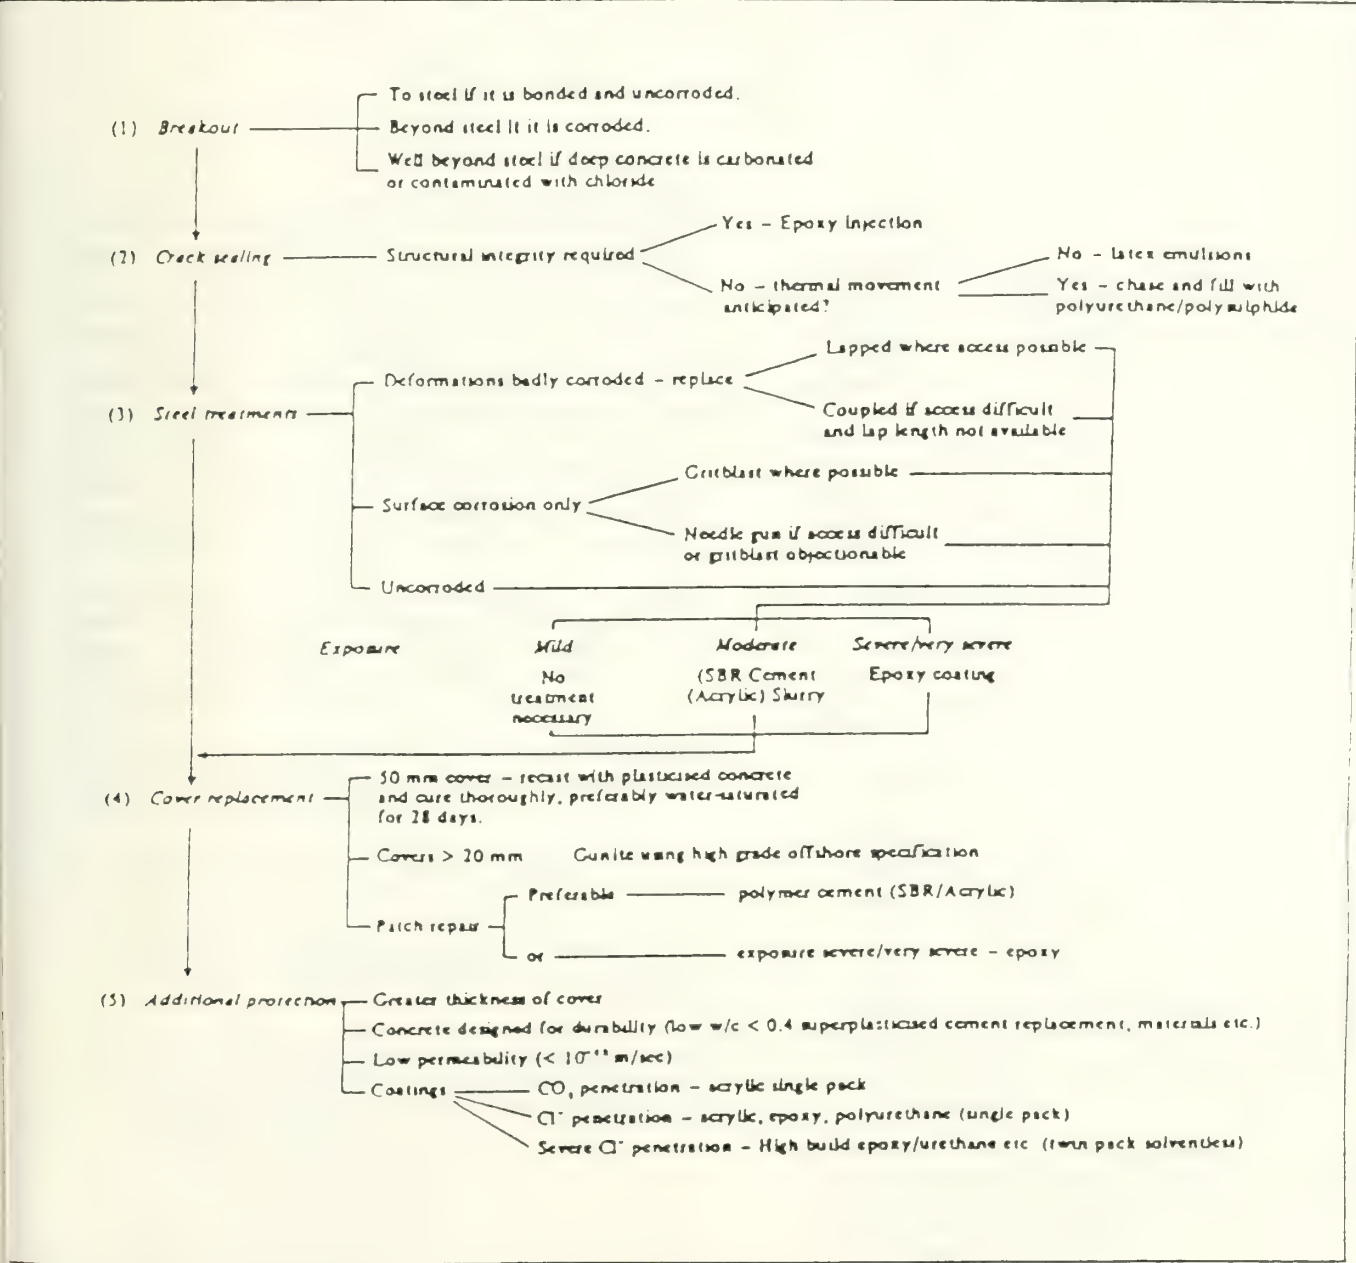 To steel if it is bonded and uncorroded.
(1) Breakout
Beyond steel It it is corroded.
Well beyond steel if deep concrete is carbonated
or contaminated with chloride
Yes – Epoxy injection
(2) Crack sealing
Structural integrity required
No – latex emulsions
No – thermal movement
anticipated?
Yes – chase and fill with
polyurethane/polysulphide
Lapped where access possible
Deformations badly corroded – replace
(3) Steel treatments
Coupled if access difficult
and lap length not available
Gritblast where possible
Surface corrosion only
Needle gun if access difficult
or gritblast objectionable
Uncorroded
Exposure
Mild
Moderate
Severe/very severe
No
treatment
necessary
(SBR Cement
(Acrylic) Slurry
Epoxy coating
50 mm cover – recast with plasticised concrete
and cure thoroughly, preferably water-saturated
for 28 days.
(4) Cover replacement
Covers > 20 mm Gunite using high grade offshore specification
Preferable
polymer cement (SBR/Acrylic)
Patch repair
or
exposure severe/very severe – epoxy
(5) Additional protection
Greater thickness of cover
Concrete designed for durability (low w/c < 0.4 superplasticised cement replacement, materials etc.)
Low permeability (< m/sec)
Coatings
CO₂ penetration – acrylic single pack
Cl⁻ penetration – acrylic, epoxy, polyurethane (single pack)
Severe Cl⁻ penetration – High build epoxy/urethane etc (twin pack solventless)